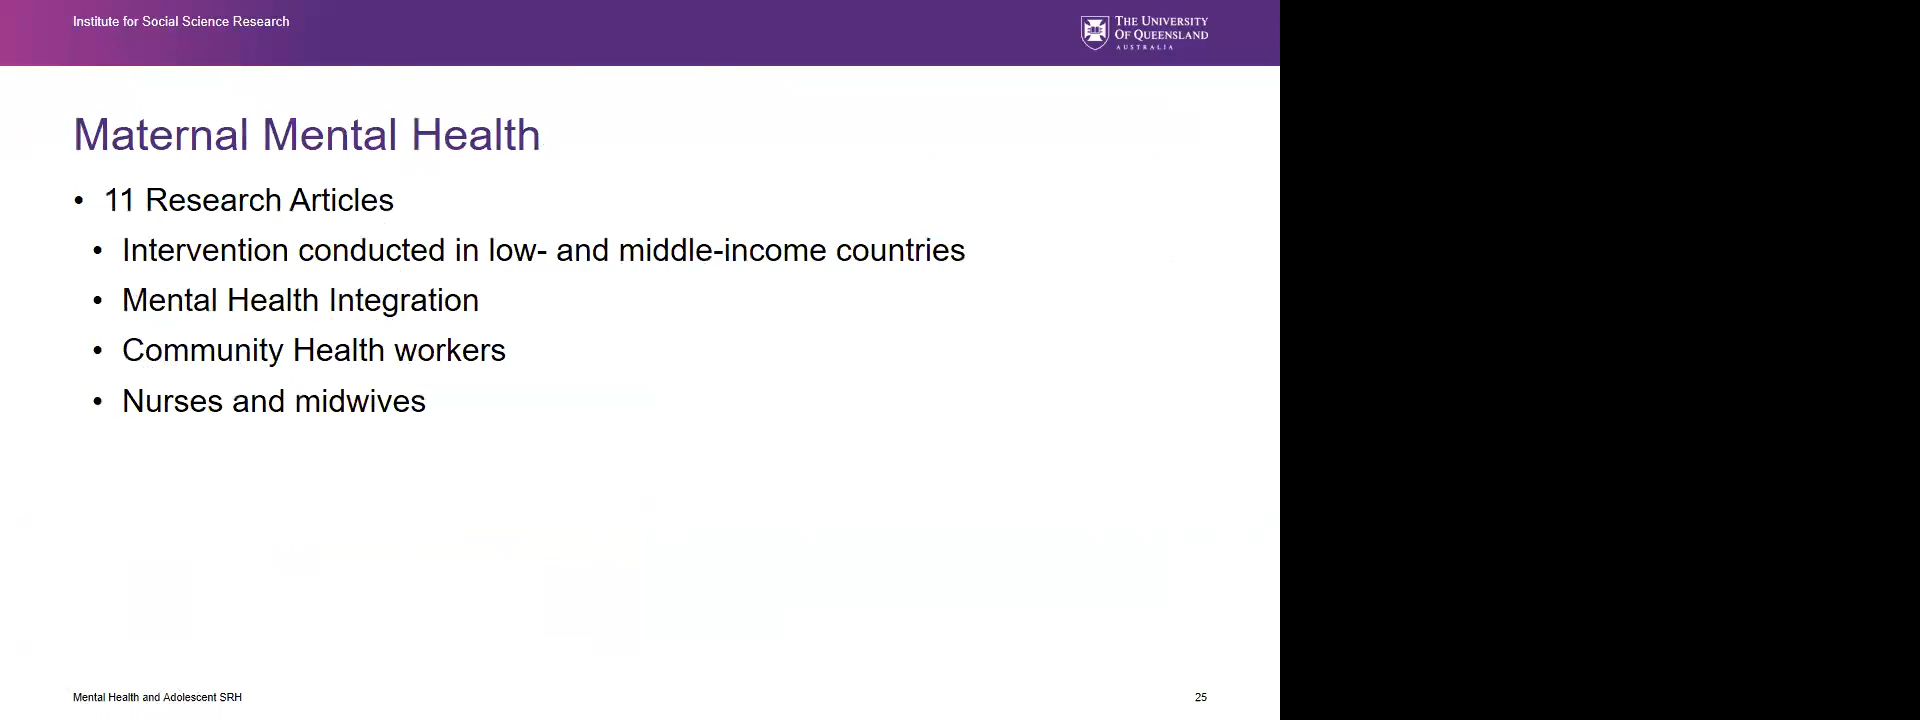 Institute for Social Science Research
THE UNIVERSITY
OF QUEENSLAND
AUSTRALIA
Maternal Mental Health
• 11 Research Articles
• Intervention conducted in low- and middle-income countries
• Mental Health Integration
• Community Health workers
• Nurses and midwives
Mental Health and Adolescent SRH
25